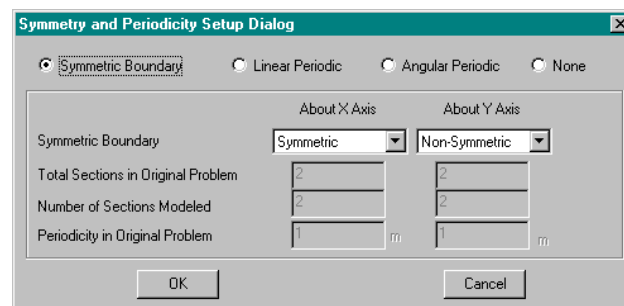 Symmetry and Periodicity Setup Dialog
Symmetric Boundary Linear Periodic Angular Periodic None
About X Axis About Y Axis
Symmetric Boundary Symmetric Non-Symmetric
Total Sections in Original Problem 2 2
Number of Sections Modeled 2 2
Periodicity in Original Problem 1 m 1 m
OK Cancel